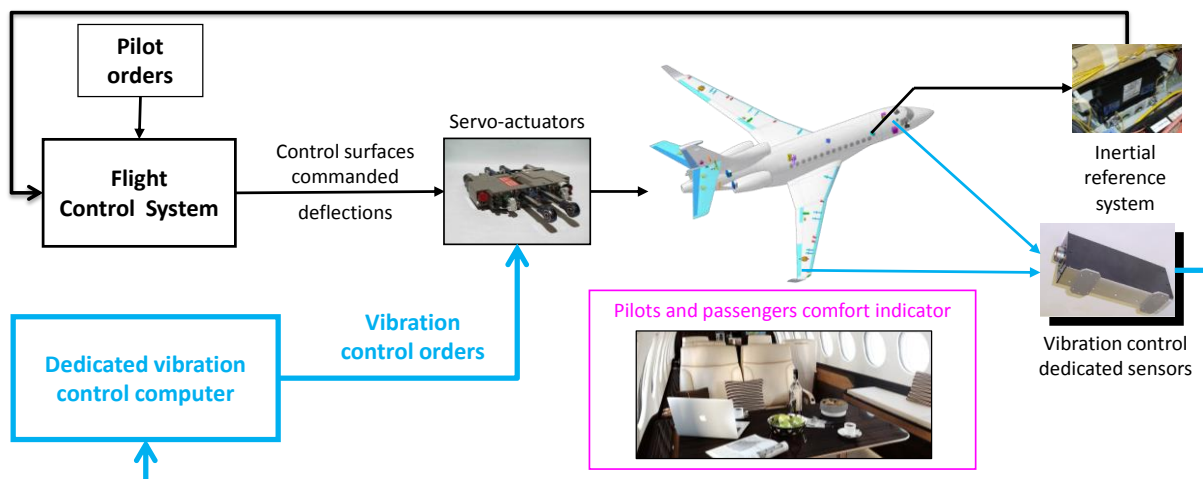 Pilot
orders
Servo-actuators
Flight
Control System
Control surfaces
commanded
deflections
Inertial
reference
system
Vibration
control orders
Dedicated vibration
control computer
Pilots and passengers comfort indicator
Vibration control
dedicated sensors